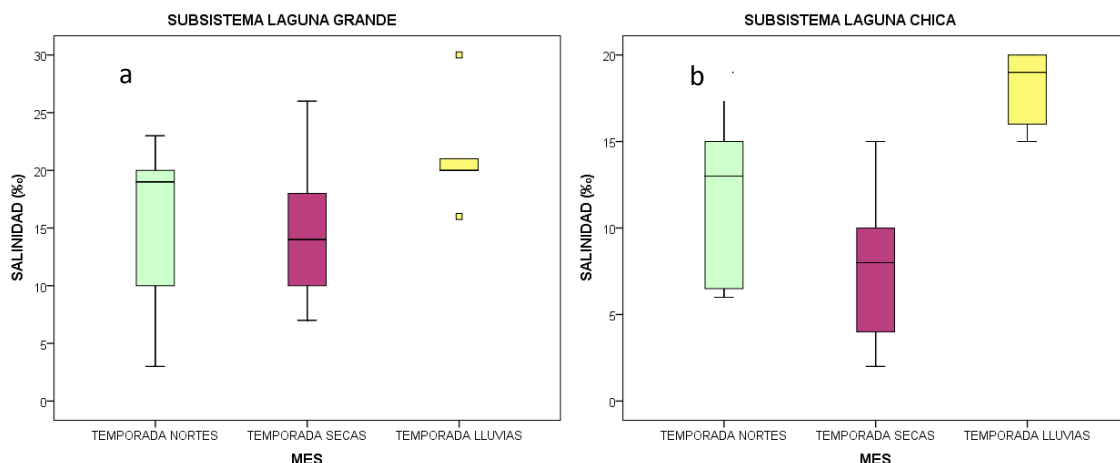 SUBSISTEMA LAGUNA GRANDE
a
30
25
20
15
10
5
0
SALINIDAD (‰)
TEMPORADA NORTES
TEMPORADA SECAS
TEMPORADA LLUVIAS
MES
SUBSISTEMA LAGUNA CHICA
b
20
15
10
5
0
SALINIDAD (‰)
TEMPORADA NORTES
TEMPORADA SECAS
TEMPORADA LLUVIAS
MES